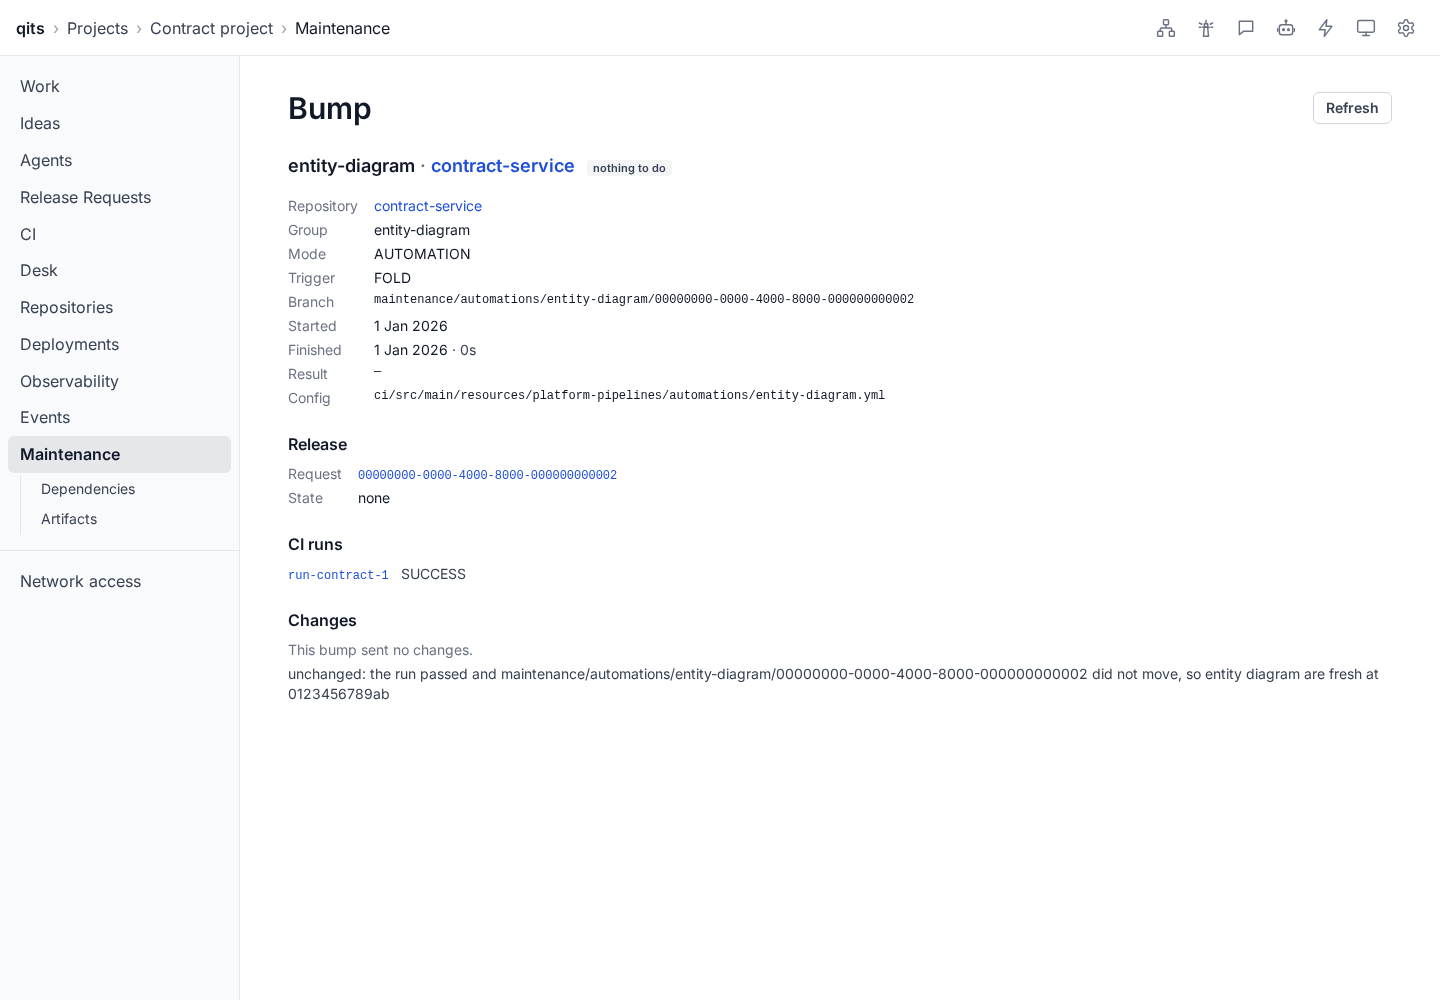 qits › Projects › Contract project › Maintenance
Work
Ideas
Agents
Release Requests
CI
Desk
Repositories
Deployments
Observability
Events
Maintenance
Dependencies
Artifacts
Network access
Bump
Refresh
entity-diagram · contract-service nothing to do
Repository contract-service
Group entity-diagram
Mode AUTOMATION
Trigger FOLD
Branch maintenance/automations/entity-diagram/00000000-0000-4000-8000-000000000002
Started 1 Jan 2026
Finished 1 Jan 2026 · 0s
Result –
Config ci/src/main/resources/platform-pipelines/automations/entity-diagram.yml
Release
Request 00000000-0000-4000-8000-000000000002
State none
CI runs
run-contract-1 SUCCESS
Changes
This bump sent no changes.
unchanged: the run passed and maintenance/automations/entity-diagram/00000000-0000-4000-8000-000000000002 did not move, so entity diagram are fresh at
0123456789ab